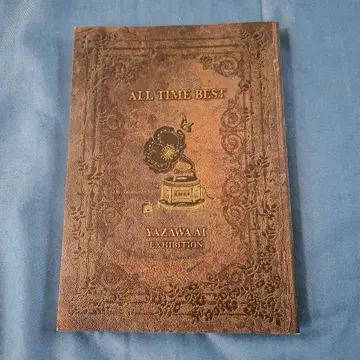 ALL TIME BEST
YAZAWA AI
EXHIBITION